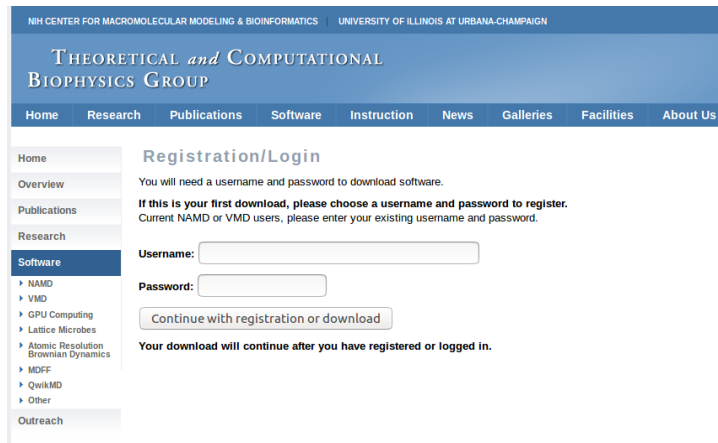 NIH CENTER FOR MACROMOLECULAR MODELING & BIOINFORMATICS | UNIVERSITY OF ILLINOIS AT URBANA-CHAMPAIGN
THEORETICAL and COMPUTATIONAL
BIOPHYSICS GROUP
Home Research Publications Software Instruction News Galleries Facilities About Us
Home
Overview
Publications
Research
Software
NAMD
VMD
GPU Computing
Lattice Microbes
Atomic Resolution
Brownian Dynamics
MDFF
QwikMD
Other
Outreach
Registration/Login
You will need a username and password to download software.
If this is your first download, please choose a username and password to register.
Current NAMD or VMD users, please enter your existing username and password.
Username:
Password:
Continue with registration or download
Your download will continue after you have registered or logged in.